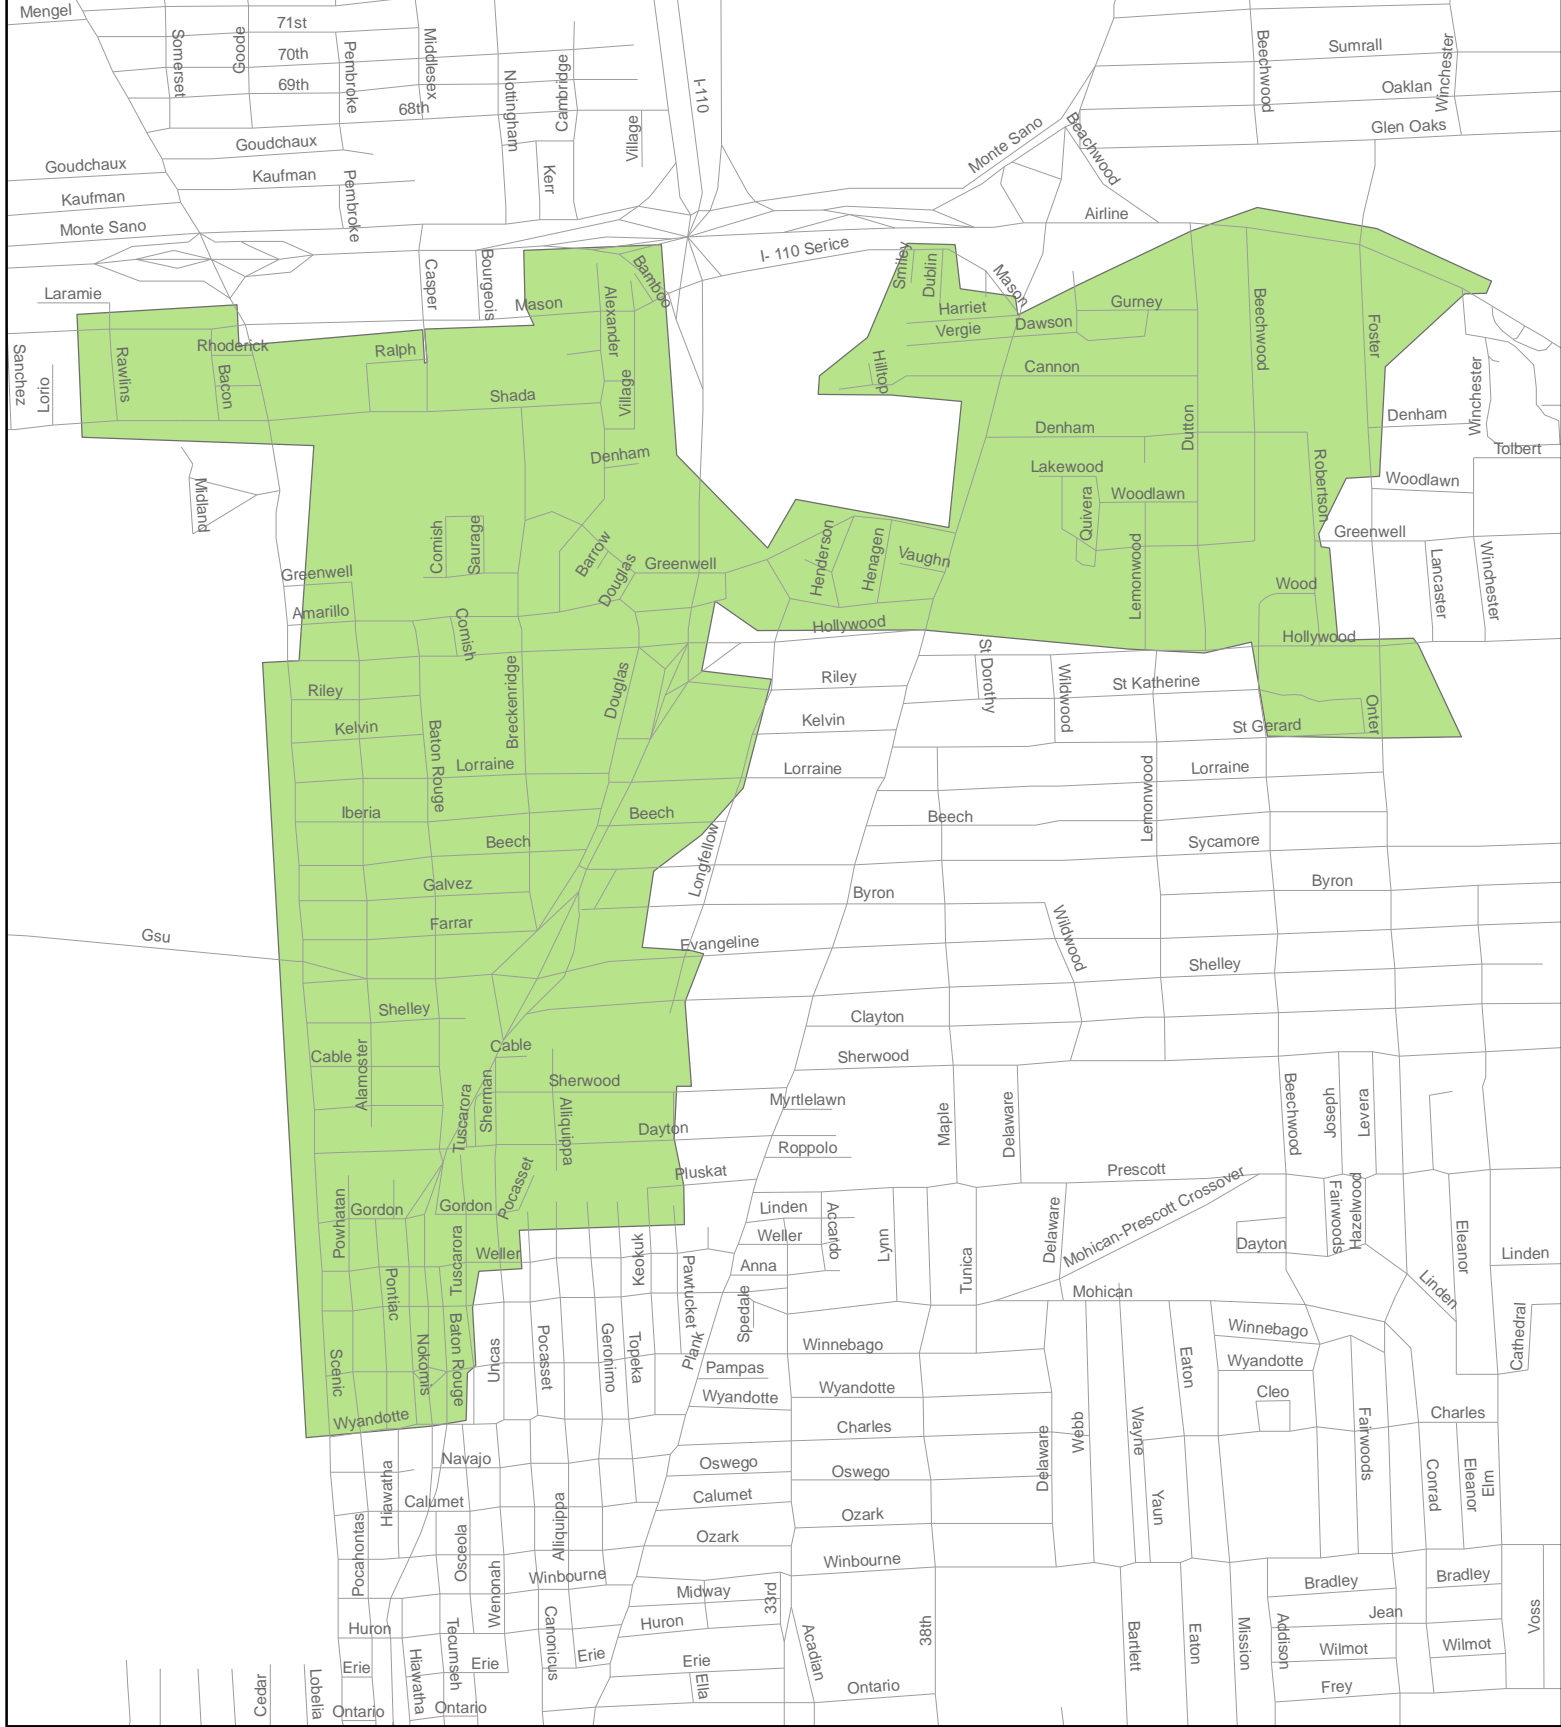 Mengel
71st
Somerset
Goode
70th
Pembroke
Middlesex
69th
68th
Nottingham
Cambridge
Village
I-110
Goudchaux
Goudchaux
Kaufman
Kaufman
Pembroke
Kerr
Monte Sano
Monte Sano
Beachwood
Beechwood
Sumrall
Winchester
Oaklan
Glen Oaks
Airline
I- 110 Serice
Laramie
Casper
Bourgeois
Mason
Bamboo
Alexander
Smiley
Dublin
Mason
Harriet
Vergie
Dawson
Gurney
Beechwood
Foster
Sanchez
Lorio
Rawlins
Rhoderick
Bacon
Ralph
Shada
Village
Hilltop
Cannon
Winchester
Denham
Denham
Dutton
Denham
Tolbert
Midland
Lakewood
Quivera
Woodlawn
Robertson
Woodlawn
Cornish
Saurage
Barrow
Douglas
Greenwell
Greenwell
Henderson
Henagen
Vaughn
Lemonwood
Greenwell
Lancaster
Winchester
Amarillo
Cornish
Wood
Hollywood
Hollywood
Riley
Breckenridge
Douglas
Riley
St Dorothy
Wildwood
St Katherine
Kelvin
Baton Rouge
Kelvin
St Gerard
Onter
Lorraine
Lorraine
Lemonwood
Lorraine
Iberia
Beech
Beech
Beech
Longfellow
Sycamore
Galvez
Byron
Byron
Farrar
Gsu
Evangeline
Wildwood
Shelley
Shelley
Clayton
Cable
Alamoster
Cable
Sherwood
Sherwood
Tuscarora
Sherman
Alliquippa
Myrtlelawn
Maple
Delaware
Beechwood
Joseph
Levera
Dayton
Roppolo
Pluskat
Prescott
Powhatan
Gordon
Gordon
Pocasset
Linden
Accardo
Lynn
Tunica
Delaware
Mohican-Prescott Crossover
Fairwoods
Hazelwood
Eleanor
Weller
Dayton
Linden
Tuscarora
Weller
Keokuk
Pawtucket
Anna
Mohican
Linden
Pontiac
Spedale
Cathedral
Scenic
Nokomis
Baton Rouge
Uncas
Pocasset
Geronimo
Topeka
Plank
Winnebago
Eaton
Winnebago
Pampas
Wyandotte
Wyandotte
Wyandotte
Wyandotte
Cleo
Charles
Delaware
Webb
Wayne
Fairwoods
Charles
Navajo
Hiawatha
Oswego
Oswego
Conrad
Eleanor
Elm
Calumet
Calumet
Yaun
Pocahontas
Osceola
Alliquippa
Ozark
Ozark
Wenonah
Winbourne
Winbourne
Midway
33rd
Bradley
Bradley
Huron
Tecumseh
Canonicus
Huron
Acadian
38th
Bartlett
Eaton
Mission
Addison
Jean
Voss
Wilmot
Wilmot
Erie
Hiawatha
Erie
Erie
Erie
Cedar
Lobelia
Ontario
Ontario
Ella
Ontario
Frey